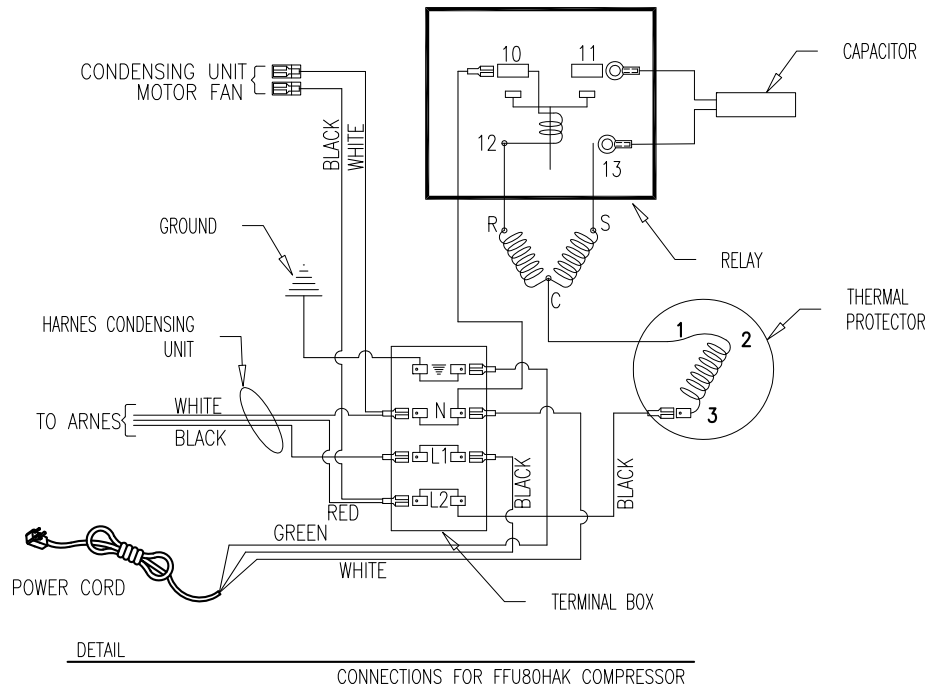 CONDENSING UNIT
MOTOR FAN
BLACK
WHITE
10
11
12
13
CAPACITOR
R
S
C
RELAY
GROUND
THERMAL
PROTECTOR
1
2
3
HARNES CONDENSING
UNIT
TO ARNES
WHITE
BLACK
RED
N
L1
L2
BLACK
BLACK
GREEN
WHITE
POWER CORD
TERMINAL BOX
DETAIL
CONNECTIONS FOR FFU80HAK COMPRESSOR